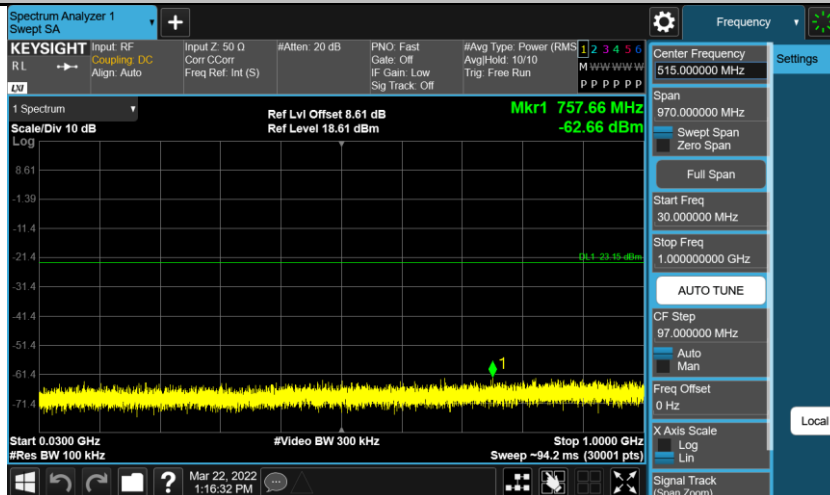 Spectrum Analyzer 1
Swept SA
Frequency
KEYSIGHT
Input: RF
Coupling: DC
Align: Auto
Input Z: 50 Ω
Corr CCorr
Freq Ref: Int (S)
#Atten: 20 dB
PNO: Fast
Gate: Off
IF Gain: Low
Sig Track: Off
#Avg Type: Power (RMS
Avg|Hold: 10/10
Trig: Free Run
1 2 3 4 5 6
M W W W W W
P P P P P P
R L
LXI
1 Spectrum
Scale/Div 10 dB
Log
Ref Lvl Offset 8.61 dB
Ref Level 18.61 dBm
Mkr1 757.66 MHz
-62.66 dBm
8.61
-1.39
-11.4
-21.4
-31.4
-41.4
-51.4
-61.4
-71.4
DL1 -23.15 dBm
1
Start 0.0300 GHz
#Res BW 100 kHz
#Video BW 300 kHz
Stop 1.0000 GHz
Sweep ~94.2 ms (30001 pts)
?
Mar 22, 2022
1:16:32 PM
Center Frequency
515.000000 MHz
Settings
Span
970.000000 MHz
Swept Span
Zero Span
Full Span
Start Freq
30.000000 MHz
Stop Freq
1.000000000 GHz
AUTO TUNE
CF Step
97.000000 MHz
Auto
Man
Freq Offset
0 Hz
X Axis Scale
Log
Lin
Local
Signal Track
(Span Zoom)